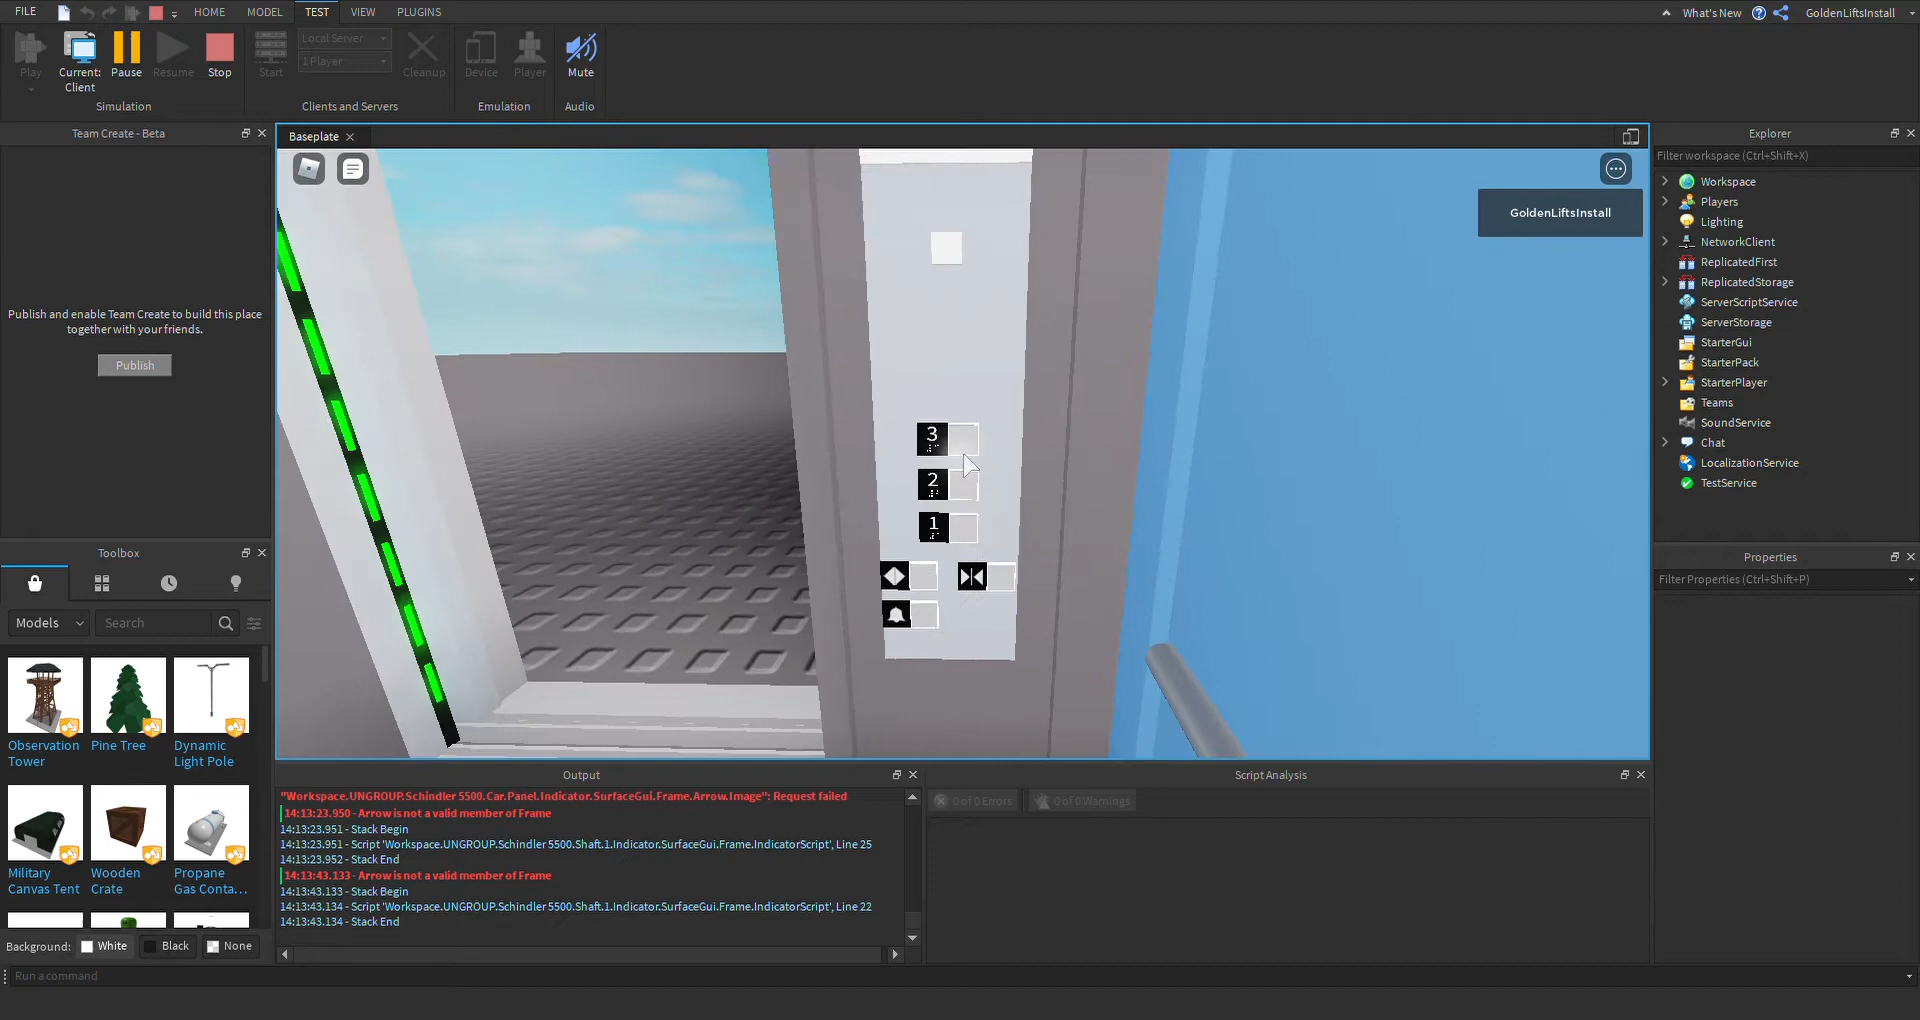 FILE
HOME
MODEL
TEST
VIEW
PLUGINS
What's New
GoldenLiftsInstall
Play
Current:
Client
Pause
Resume
Stop
Simulation
Start
Local Server
1 Player
Cleanup
Clients and Servers
Device
Player
Emulation
Mute
Audio
Team Create - Beta
Publish and enable Team Create to build this place
together with your friends.
Publish
Toolbox
Models
Search
Observation
Tower
Pine Tree
Dynamic
Light Pole
Military
Canvas Tent
Wooden
Crate
Propane
Gas Conta...
Background:
White
Black
None
Run a command
Baseplate
GoldenLiftsInstall
3
2
1
Output
"Workspace.UNGROUP.Schindler 5500.Car.Panel.Indicator.SurfaceGui.Frame.Arrow.Image": Request failed
14:13:23.950 - Arrow is not a valid member of Frame
14:13:23.951 - Stack Begin
14:13:23.951 - Script 'Workspace.UNGROUP.Schindler 5500.Shaft.1.Indicator.SurfaceGui.Frame.IndicatorScript', Line 25
14:13:23.952 - Stack End
14:13:43.133 - Arrow is not a valid member of Frame
14:13:43.133 - Stack Begin
14:13:43.134 - Script 'Workspace.UNGROUP.Schindler 5500.Shaft.1.Indicator.SurfaceGui.Frame.IndicatorScript', Line 22
14:13:43.134 - Stack End
Script Analysis
0 of 0 Errors
0 of 0 Warnings
Explorer
Filter workspace (Ctrl+Shift+X)
Workspace
Players
Lighting
NetworkClient
ReplicatedFirst
ReplicatedStorage
ServerScriptService
ServerStorage
StarterGui
StarterPack
StarterPlayer
Teams
SoundService
Chat
LocalizationService
TestService
Properties
Filter Properties (Ctrl+Shift+P)